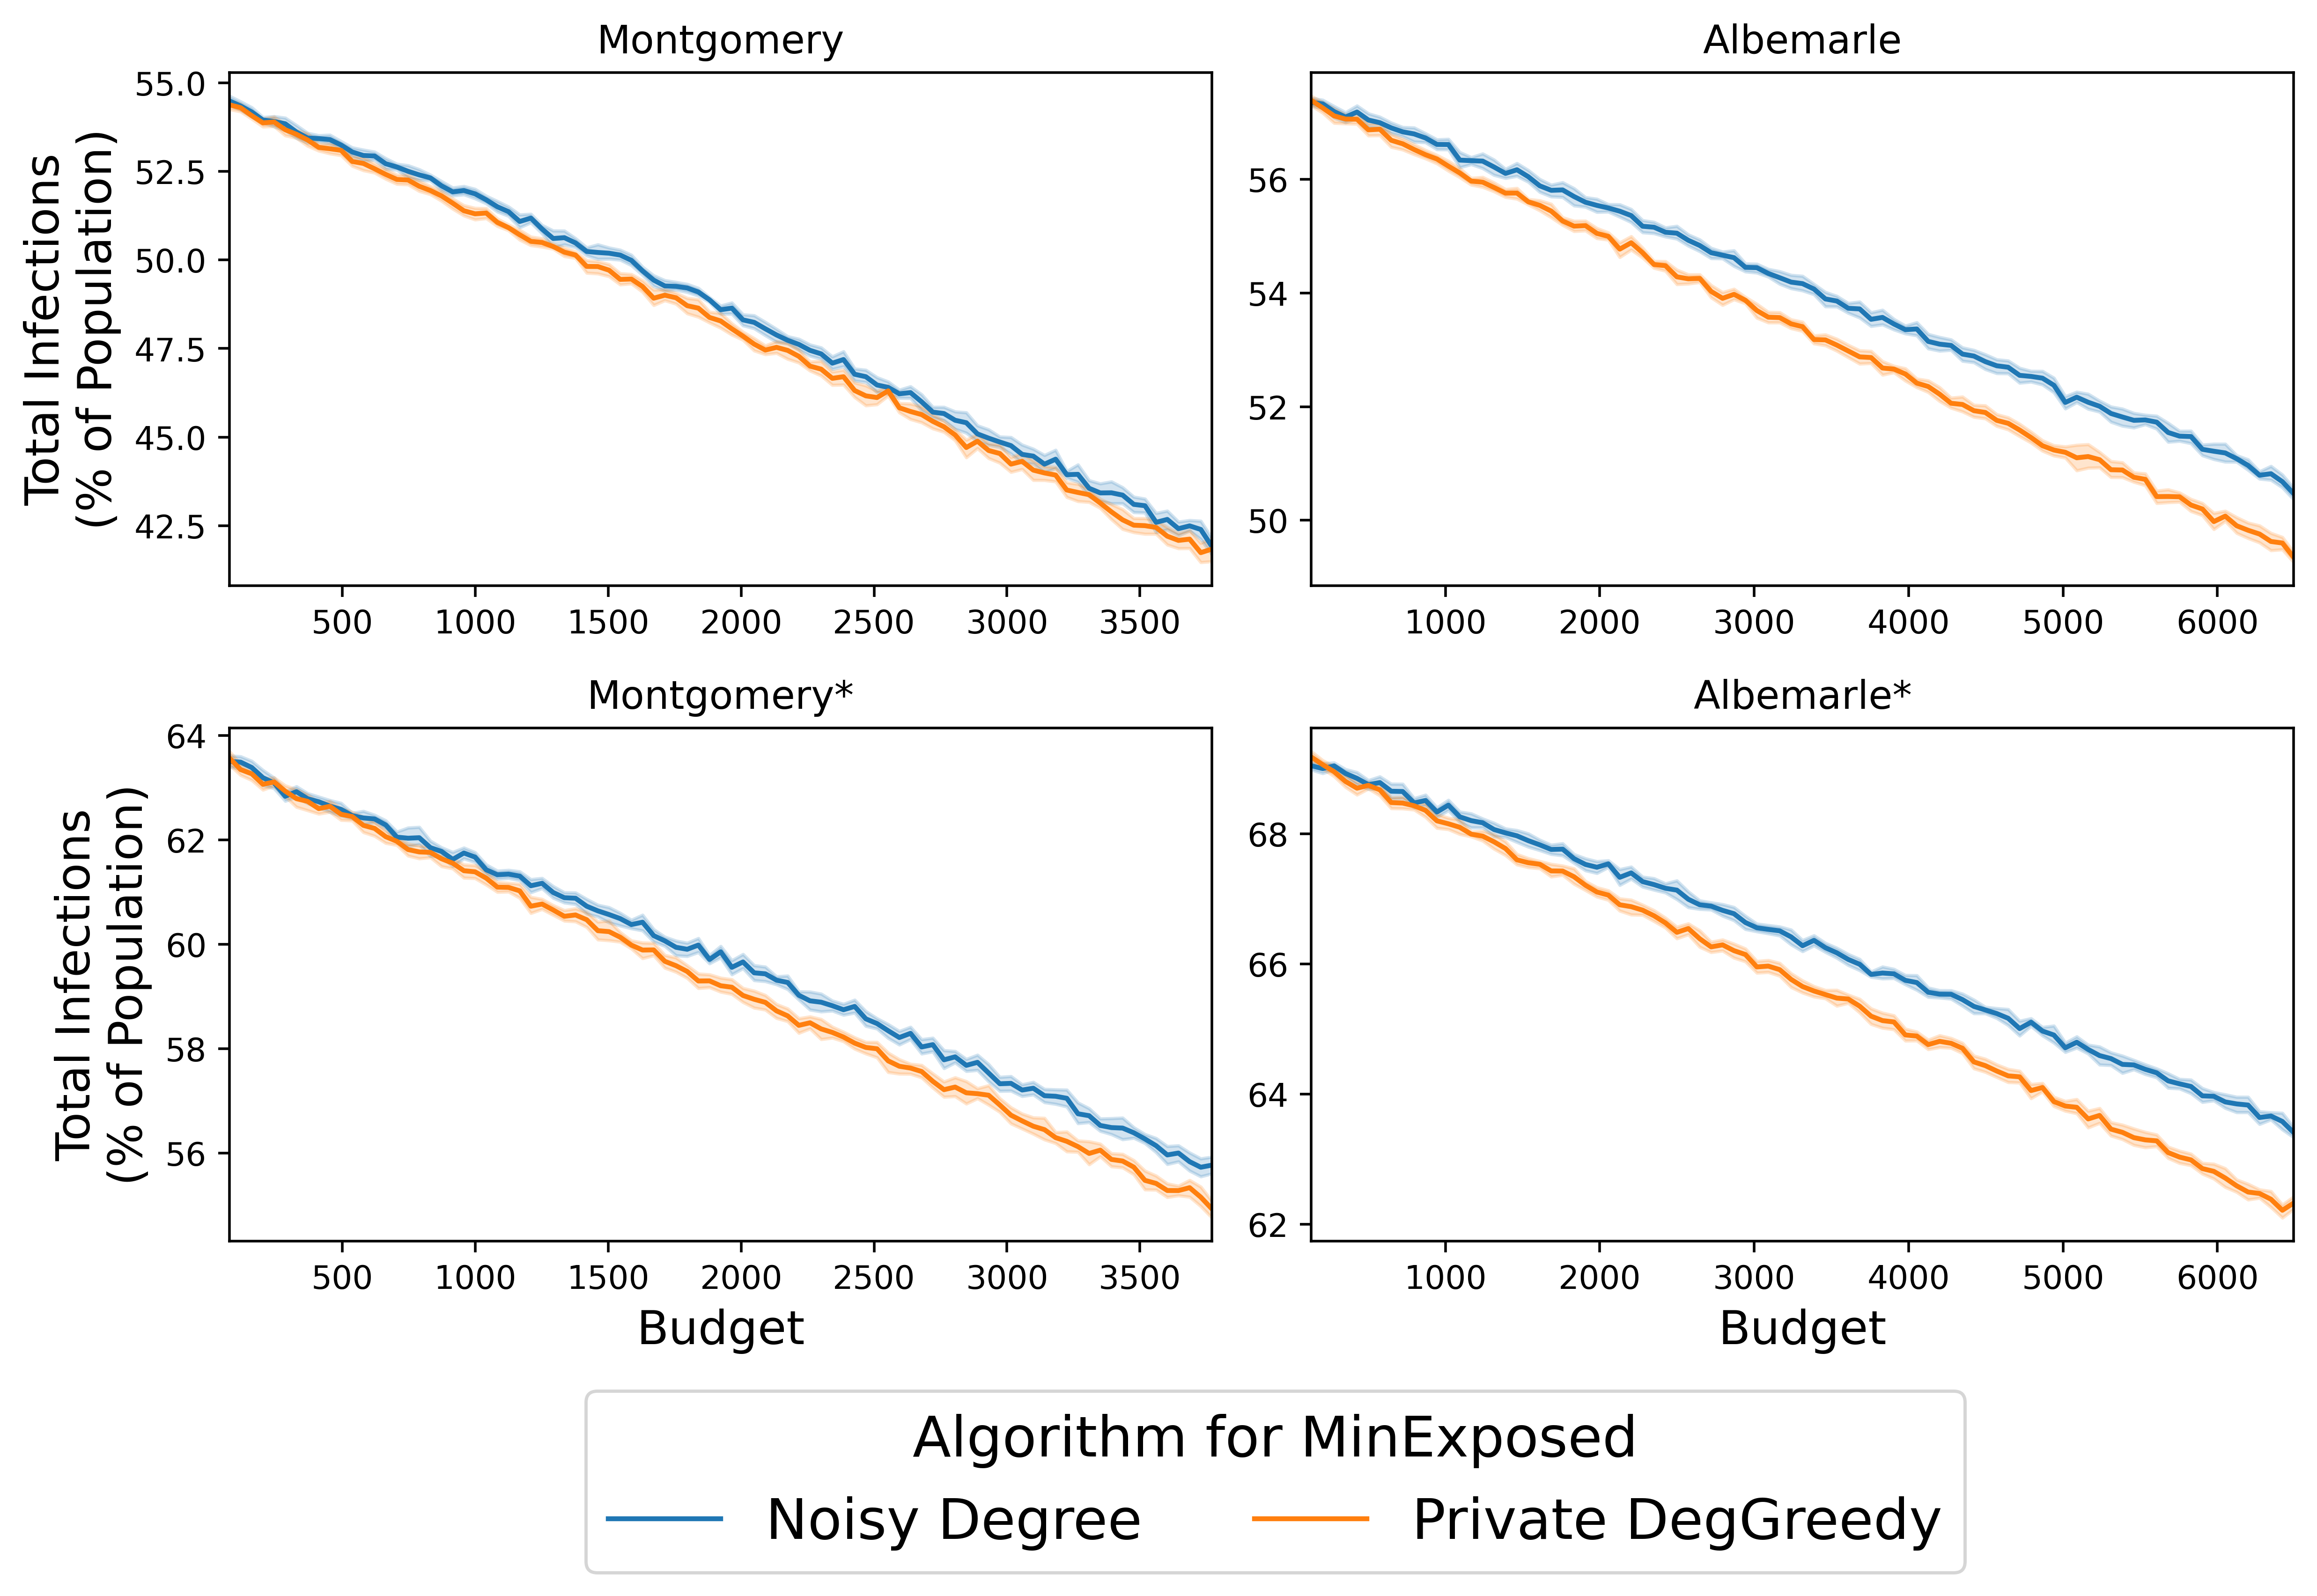 Montgomery
Total Infections
(% of Population)
55.0
52.5
50.0
47.5
45.0
42.5
500 1000 1500 2000 2500 3000 3500
Albemarle
56
54
52
50
1000 2000 3000 4000 5000 6000
Montgomery*
Total Infections
(% of Population)
64
62
60
58
56
500 1000 1500 2000 2500 3000 3500
Budget
Albemarle*
68
66
64
62
1000 2000 3000 4000 5000 6000
Budget
Algorithm for MinExposed
Noisy Degree Private DegGreedy